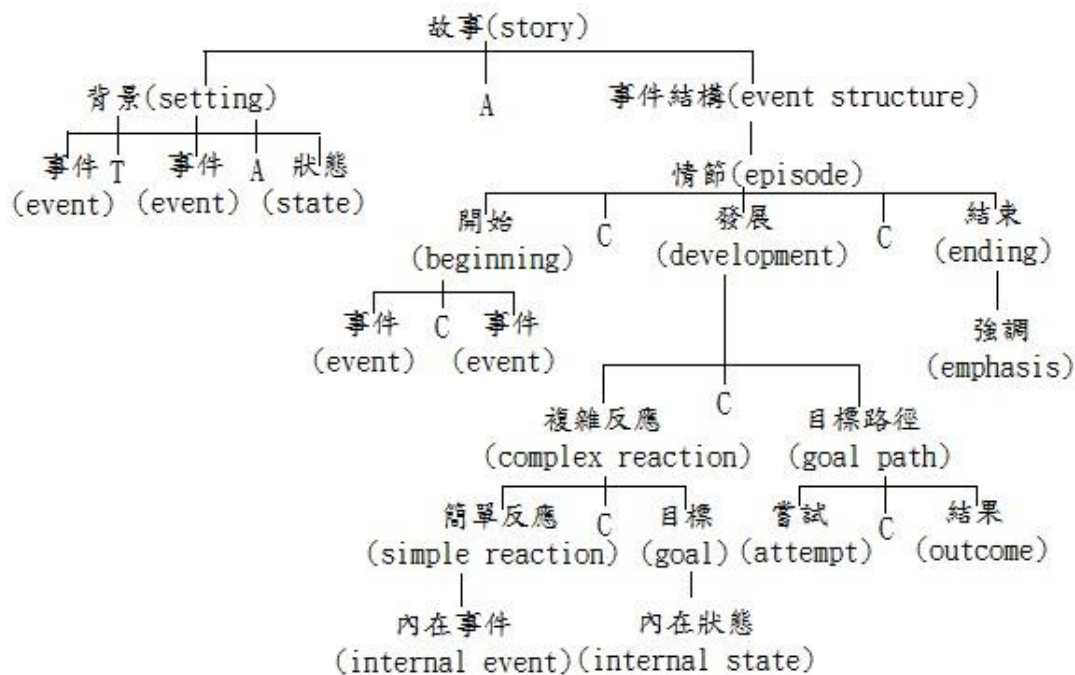 故事(story)
背景(setting)
A
事件結構(event structure)
事件 T 事件 A 狀態
(event) (event) (state)
情節(episode)
開始
(beginning)
C
發展
(development)
C
結束
(ending)
事件 C 事件
(event) (event)
強調
(emphasis)
複雜反應
(complex reaction)
C
目標路徑
(goal path)
簡單反應 C 目標
(simple reaction) (goal)
嘗試 C 結果
(attempt) (outcome)
內在事件
(internal event)
內在狀態
(internal state)